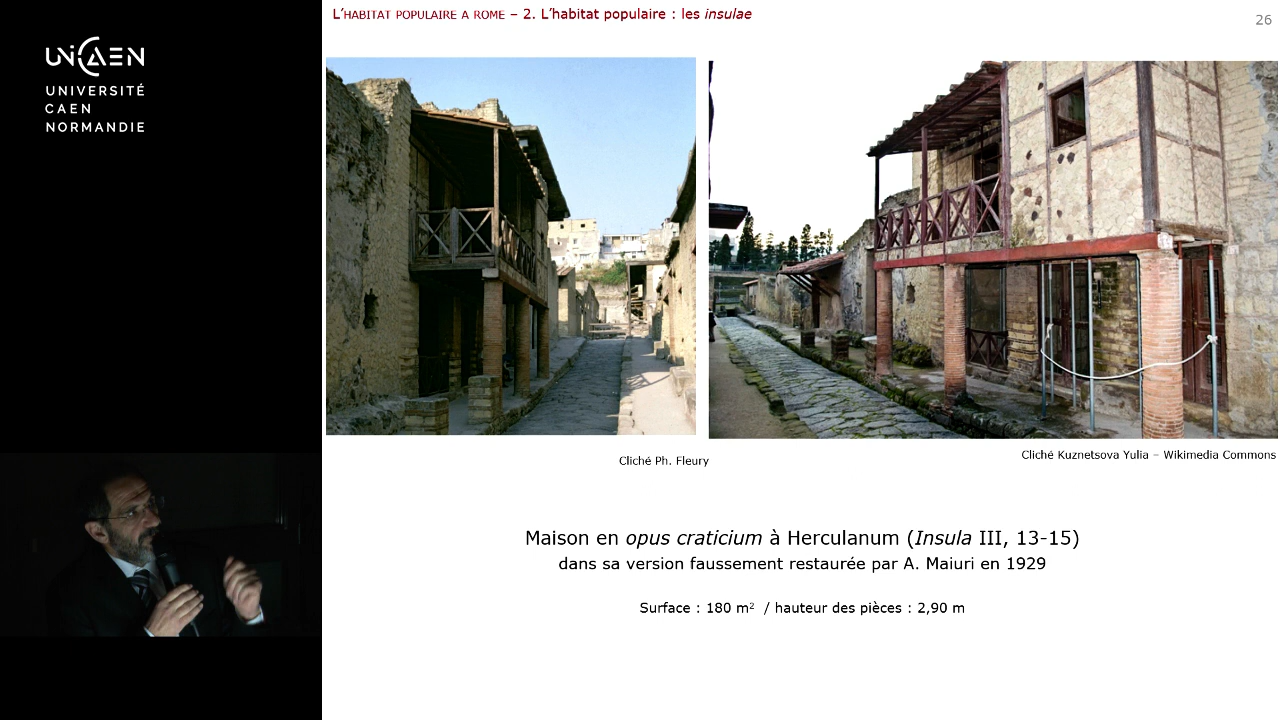 UNICAEN
UNIVERSITÉ
CAEN
NORMANDIE
L'HABITAT POPULAIRE A ROME – 2. L'habitat populaire : les insulae
26
Cliché Ph. Fleury
Cliché Kuznetsova Yulia – Wikimedia Commons
Maison en opus craticium à Herculanum (Insula III, 13-15)
dans sa version faussement restaurée par A. Maiuri en 1929
Surface : 180 m² / hauteur des pièces : 2,90 m